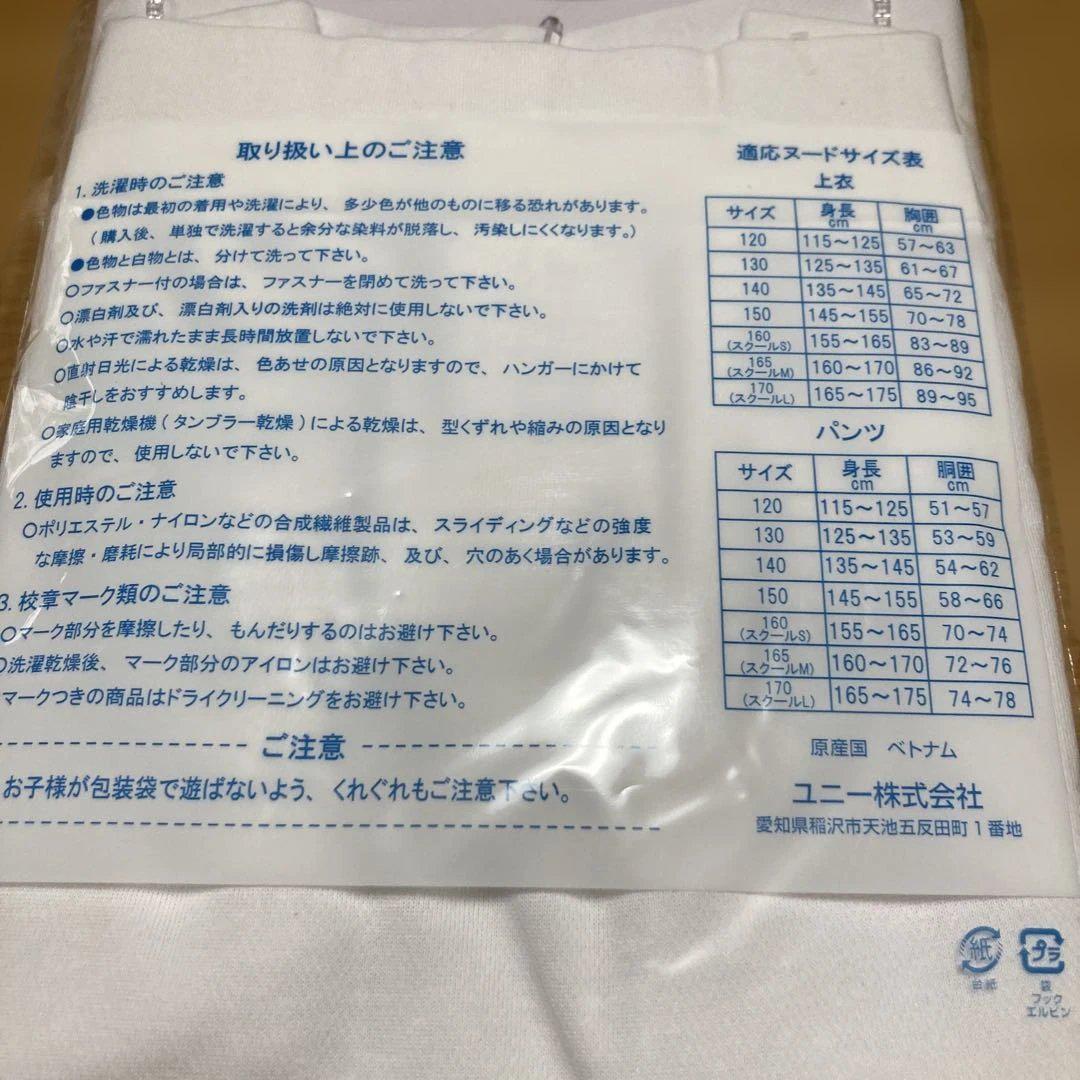 取り扱い上のご注意
1. 洗濯時のご注意
●色物は最初の着用や洗濯により、多少色が他のものに移る恐れがあります。
(購入後、単独で洗濯すると余分な染料が脱落し、汚染しにくくなります。)
●色物と白物とは、分けて洗って下さい。
○ファスナー付の場合は、ファスナーを閉めて洗って下さい。
○漂白剤及び、漂白剤入りの洗剤は絶対に使用しないで下さい。
○水や汗で濡れたまま長時間放置しないで下さい。
○直射日光による乾燥は、色あせの原因となりますので、ハンガーにかけて
陰干しをおすすめします。
○家庭用乾燥機(タンブラー乾燥)による乾燥は、型くずれや縮みの原因となり
ますので、使用しないで下さい。
2. 使用時のご注意
○ポリエステル・ナイロンなどの合成繊維製品は、スライディングなどの強度
な摩擦・磨耗により局部的に損傷し摩擦跡、及び、穴のあく場合があります。
3. 校章マーク類のご注意
○マーク部分を摩擦したり、もんだりするのはお避け下さい。
○洗濯乾燥後、マーク部分のアイロンはお避け下さい。
マークつきの商品はドライクリーニングをお避け下さい。
ご注意
お子様が包装袋で遊ばないよう、くれぐれもご注意下さい。
適応ヌードサイズ表
上衣
サイズ 身長cm 胸囲cm
120 115~125 57~63
130 125~135 61~67
140 135~145 65~72
150 145~155 70~78
160(スクールS) 155~165 83~89
165(スクールM) 160~170 86~92
170(スクールL) 165~175 89~95
パンツ
サイズ 身長cm 胴囲cm
120 115~125 51~57
130 125~135 53~59
140 135~145 54~62
150 145~155 58~66
160(スクールS) 155~165 70~74
165(スクールM) 160~170 72~76
170(スクールL) 165~175 74~78
原産国 ベトナム
ユニー株式会社
愛知県稲沢市天池五反田町1番地
紙
台紙
プラ
袋
フック
エルピン